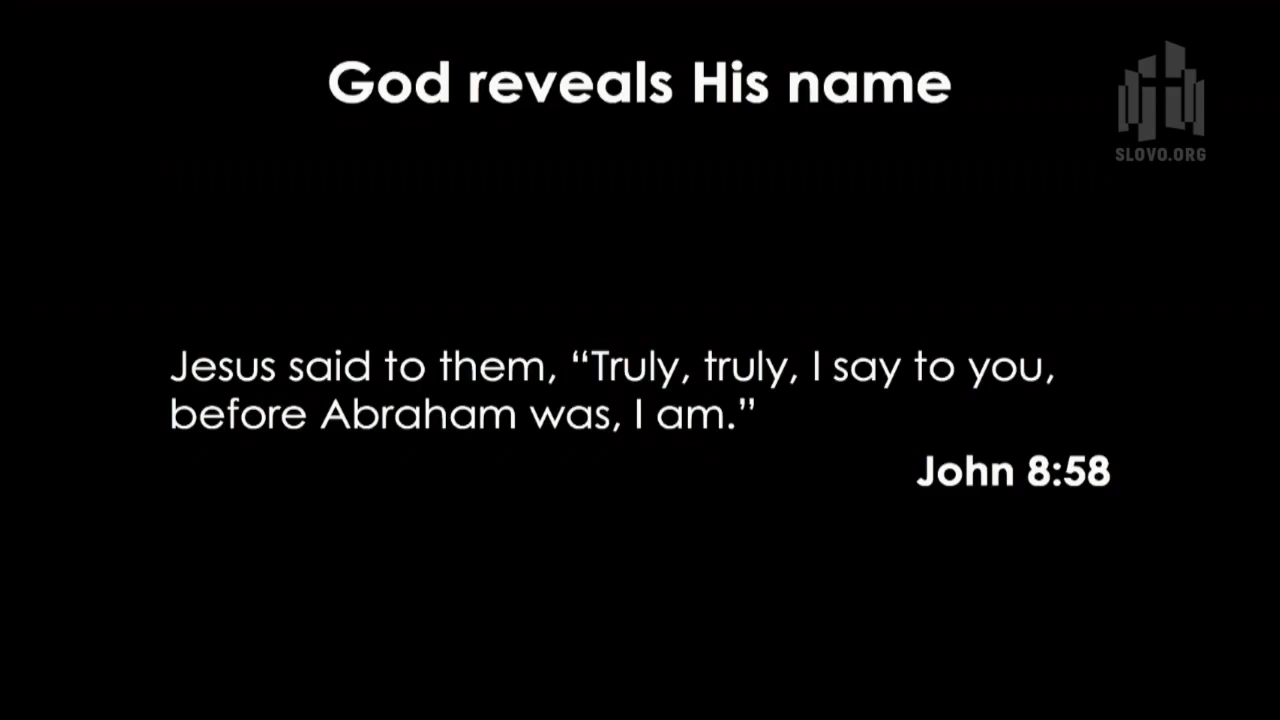 God reveals His name
SLOVO.ORG
Jesus said to them, “Truly, truly, I say to you,
before Abraham was, I am.”
John 8:58